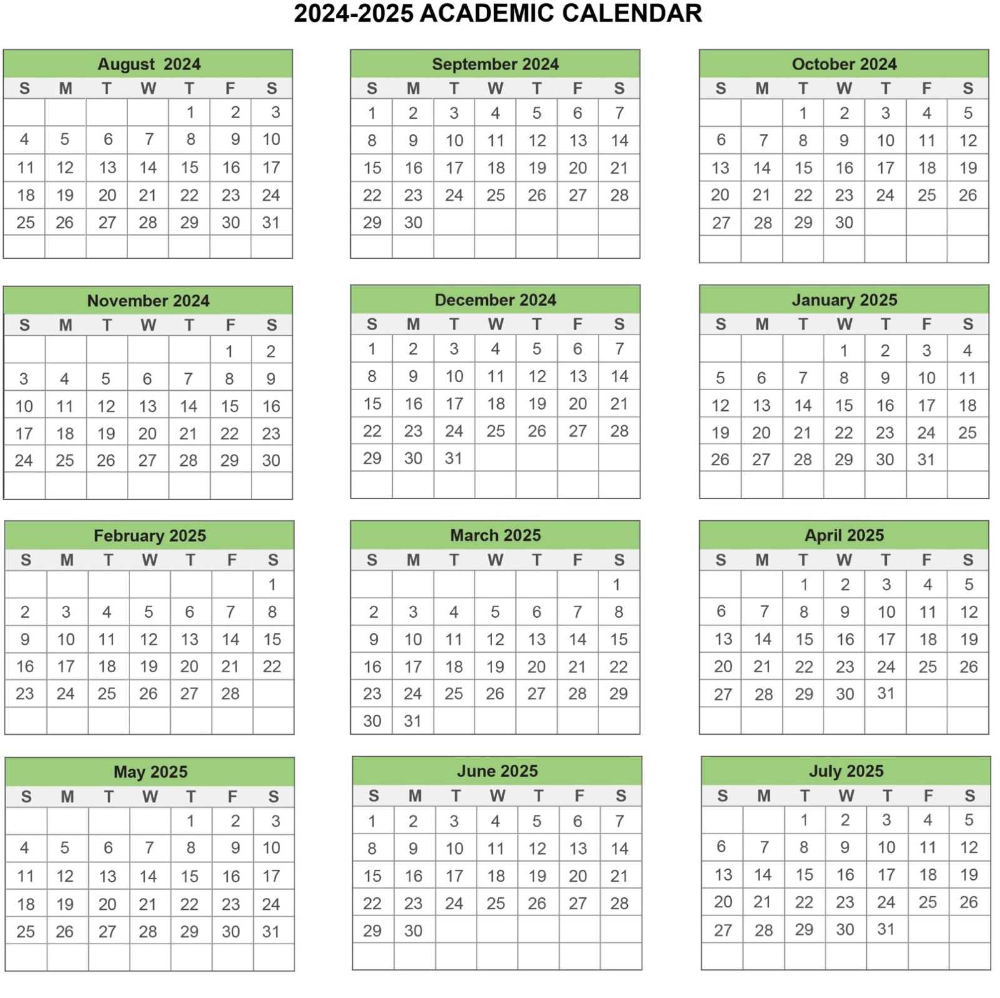 2024-2025 ACADEMIC CALENDAR
August 2024
S M T W T F S
1 2 3
4 5 6 7 8 9 10
11 12 13 14 15 16 17
18 19 20 21 22 23 24
25 26 27 28 29 30 31
September 2024
S M T W T F S
1 2 3 4 5 6 7
8 9 10 11 12 13 14
15 16 17 18 19 20 21
22 23 24 25 26 27 28
29 30
October 2024
S M T W T F S
1 2 3 4 5
6 7 8 9 10 11 12
13 14 15 16 17 18 19
20 21 22 23 24 25 26
27 28 29 30
November 2024
S M T W T F S
1 2
3 4 5 6 7 8 9
10 11 12 13 14 15 16
17 18 19 20 21 22 23
24 25 26 27 28 29 30
December 2024
S M T W T F S
1 2 3 4 5 6 7
8 9 10 11 12 13 14
15 16 17 18 19 20 21
22 23 24 25 26 27 28
29 30 31
January 2025
S M T W T F S
1 2 3 4
5 6 7 8 9 10 11
12 13 14 15 16 17 18
19 20 21 22 23 24 25
26 27 28 29 30 31
February 2025
S M T W T F S
1
2 3 4 5 6 7 8
9 10 11 12 13 14 15
16 17 18 19 20 21 22
23 24 25 26 27 28
March 2025
S M T W T F S
1
2 3 4 5 6 7 8
9 10 11 12 13 14 15
16 17 18 19 20 21 22
23 24 25 26 27 28 29
30 31
April 2025
S M T W T F S
1 2 3 4 5
6 7 8 9 10 11 12
13 14 15 16 17 18 19
20 21 22 23 24 25 26
27 28 29 30 31
May 2025
S M T W T F S
1 2 3
4 5 6 7 8 9 10
11 12 13 14 15 16 17
18 19 20 21 22 23 24
25 26 27 28 29 30 31
June 2025
S M T W T F S
1 2 3 4 5 6 7
8 9 10 11 12 13 14
15 16 17 18 19 20 21
22 23 24 25 26 27 28
29 30
July 2025
S M T W T F S
1 2 3 4 5
6 7 8 9 10 11 12
13 14 15 16 17 18 19
20 21 22 23 24 25 26
27 28 29 30 31